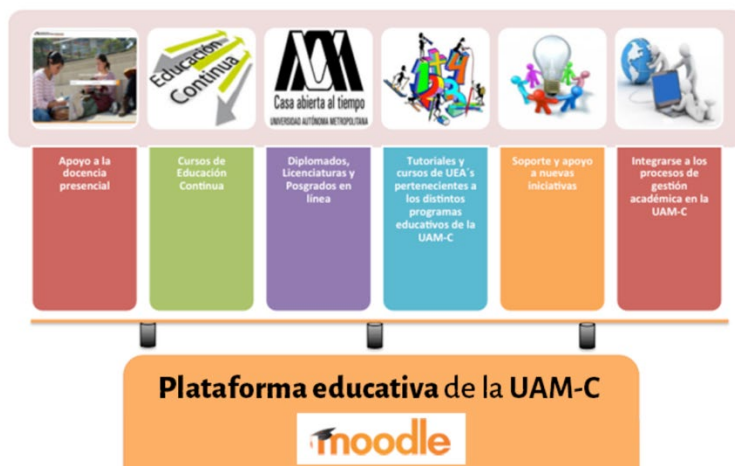 Educación
Continua
Casa abierta al tiempo
UNIVERSIDAD AUTÓNOMA METROPOLITANA
Apoyo a la
docencia
presencial
Cursos de
Educación
Continua
Diplomados,
Licenciaturas y
Posgrados en
línea
Tutoriales y
cursos de UEA´s
pertenecientes a
los distintos
programas
educativos de la
UAM-C
Soporte y apoyo
a nuevas
iniciativas
Integrarse a los
procesos de
gestión
académica en la
UAM-C
Plataforma educativa de la UAM-C
moodle